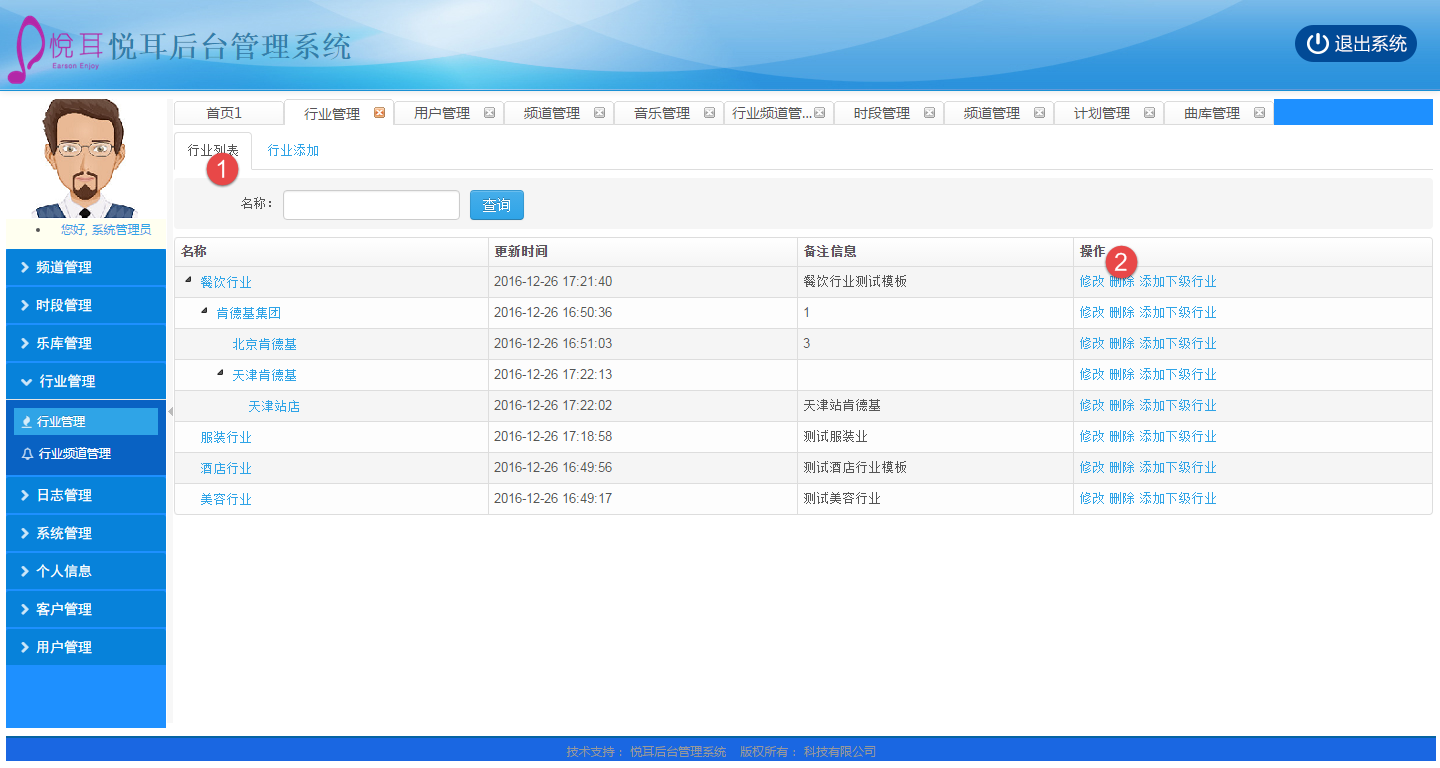 悦耳 悦耳后台管理系统
Earson Enjoy
退出系统
首页1 行业管理 用户管理 频道管理 音乐管理 行业频道管... 时段管理 频道管理 计划管理 曲库管理
行业列表 行业添加
1
名称： 查询
您好, 系统管理员
频道管理
时段管理
乐库管理
行业管理
行业管理
行业频道管理
日志管理
系统管理
个人信息
客户管理
用户管理
名称 更新时间 备注信息 操作
2
餐饮行业 2016-12-26 17:21:40 餐饮行业测试模板 修改 删除 添加下级行业
肯德基集团 2016-12-26 16:50:36 1 修改 删除 添加下级行业
北京肯德基 2016-12-26 16:51:03 3 修改 删除 添加下级行业
天津肯德基 2016-12-26 17:22:13 修改 删除 添加下级行业
天津站店 2016-12-26 17:22:02 天津站肯德基 修改 删除 添加下级行业
服装行业 2016-12-26 17:18:58 测试服装业 修改 删除 添加下级行业
酒店行业 2016-12-26 16:49:56 测试酒店行业模板 修改 删除 添加下级行业
美容行业 2016-12-26 16:49:17 测试美容行业 修改 删除 添加下级行业
技术支持： 悦耳后台管理系统 版权所有： 科技有限公司